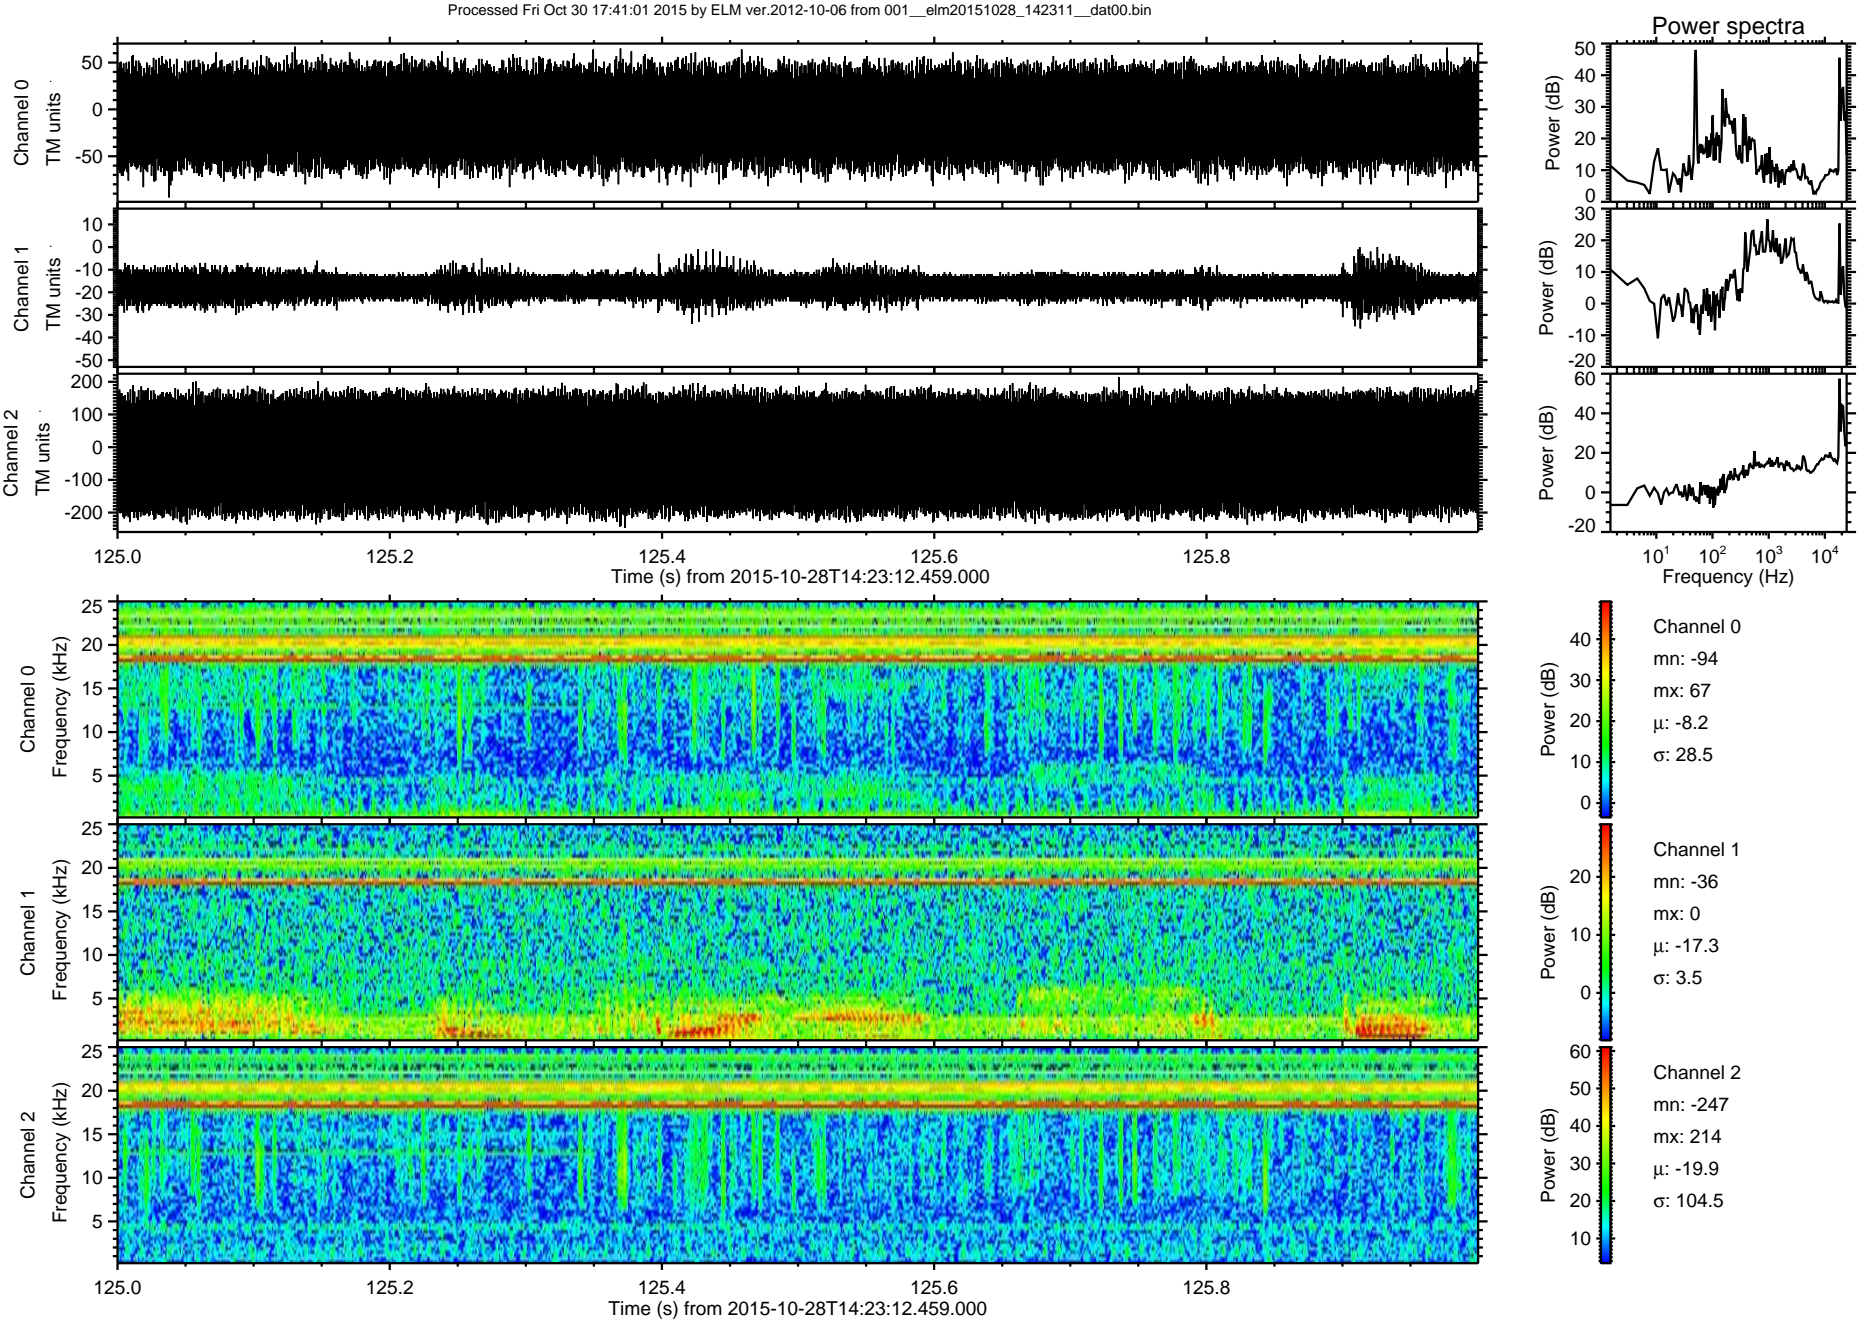 Processed Fri Oct 30 17:41:01 2015 by ELM ver.2012-10-06 from 001__elm20151028_142311__dat00.bin
Power spectra
Channel 0
TM units
50
0
-50
Power (dB)
50
40
30
20
10
0
Channel 1
TM units
10
0
-10
-20
-30
-40
-50
Power (dB)
30
20
10
0
-10
-20
Channel 2
TM units
200
100
0
-100
-200
Power (dB)
60
40
20
0
-20
125.0 125.2 125.4 125.6 125.8
Time (s) from 2015-10-28T14:23:12.459.000
10¹ 10² 10³ 10⁴
Frequency (Hz)
Channel 0
Frequency (kHz)
25
20
15
10
5
Power (dB)
40
30
20
10
0
Channel 0
mn: -94
mx: 67
μ: -8.2
σ: 28.5
Channel 1
Frequency (kHz)
25
20
15
10
5
Power (dB)
20
10
0
Channel 1
mn: -36
mx: 0
μ: -17.3
σ: 3.5
Channel 2
Frequency (kHz)
25
20
15
10
5
Power (dB)
60
50
40
30
20
10
Channel 2
mn: -247
mx: 214
μ: -19.9
σ: 104.5
125.0 125.2 125.4 125.6 125.8
Time (s) from 2015-10-28T14:23:12.459.000